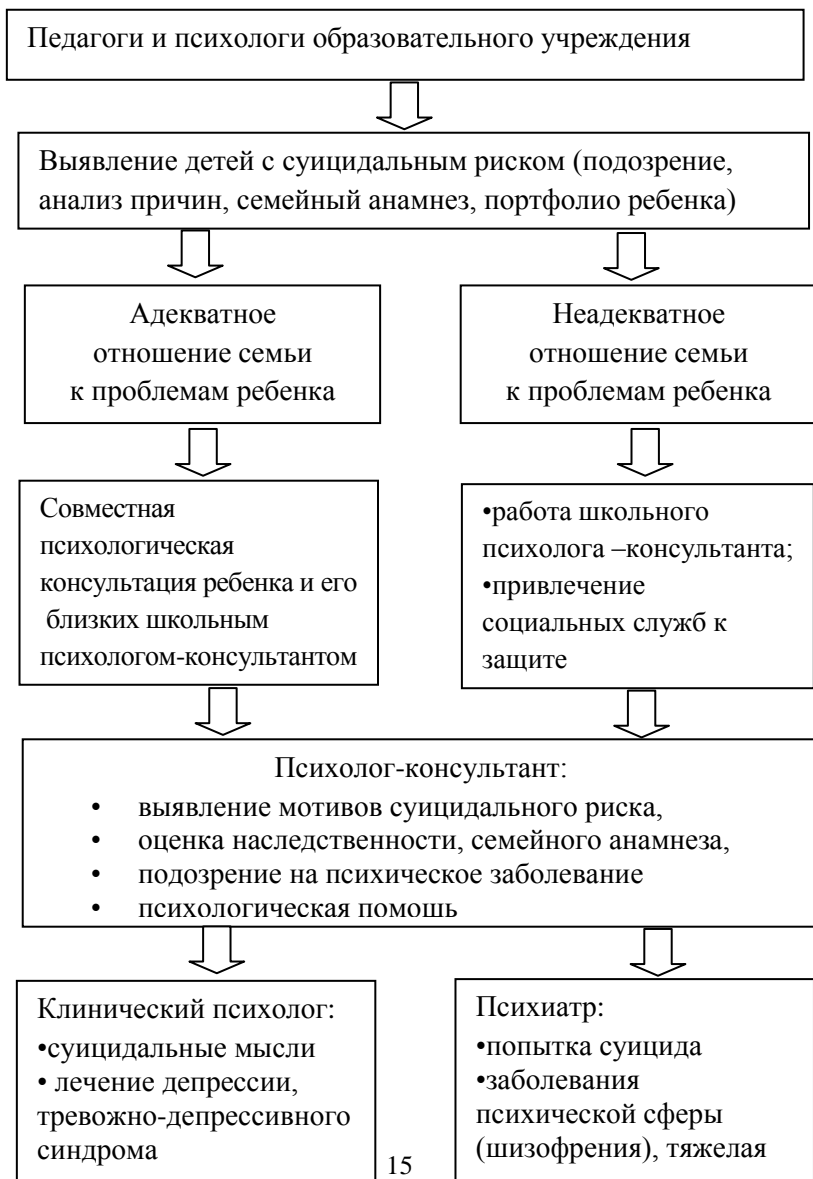 Педагоги и психологи образовательного учреждения
Выявление детей с суицидальным риском (подозрение,
анализ причин, семейный анамнез, портфолио ребенка)
Адекватное
отношение семьи
к проблемам ребенка
Неадекватное
отношение семьи
к проблемам ребенка
Совместная
психологическая
консультация ребенка и его
близких школьным
психологом-консультантом
•работа школьного
психолога –консультанта;
•привлечение
социальных служб к
защите
Психолог-консультант:
• выявление мотивов суицидального риска,
• оценка наследственности, семейного анамнеза,
• подозрение на психическое заболевание
• психологическая помошь
Клинический психолог:
•суицидальные мысли
• лечение депрессии,
тревожно-депрессивного
синдрома
Психиатр:
•попытка суицида
•заболевания
психической сферы
(шизофрения), тяжелая
15